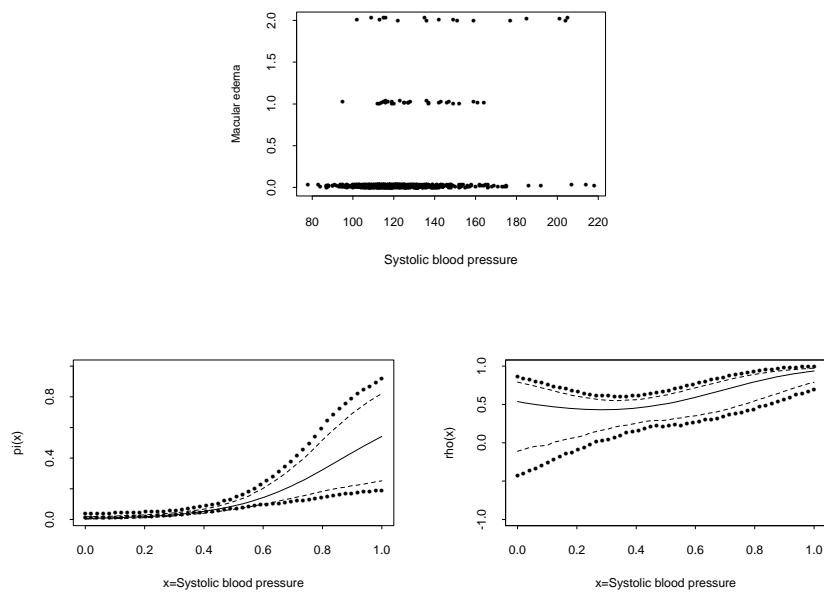 Macular edema
2.0
1.5
1.0
0.5
0.0
80 100 120 140 160 180 200 220
Systolic blood pressure
pi(x)
0.8
0.4
0.0
0.0 0.2 0.4 0.6 0.8 1.0
x=Systolic blood pressure
rho(x)
1.0
0.5
0.0
-1.0
0.0 0.2 0.4 0.6 0.8 1.0
x=Systolic blood pressure